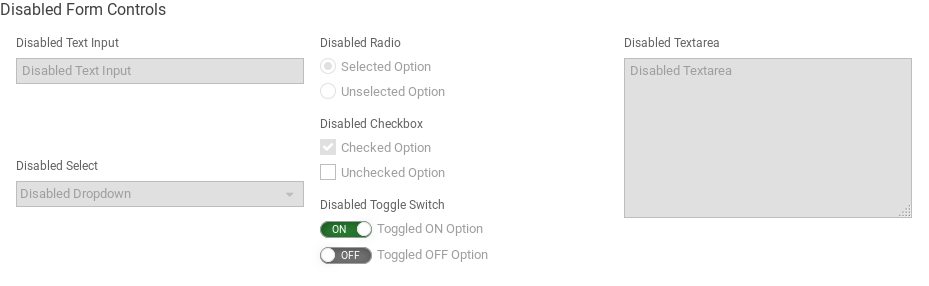 Disabled Form Controls
Disabled Text Input
Disabled Text Input
Disabled Select
Disabled Dropdown
Disabled Radio
Selected Option
Unselected Option
Disabled Checkbox
Checked Option
Unchecked Option
Disabled Toggle Switch
ON Toggled ON Option
OFF Toggled OFF Option
Disabled Textarea
Disabled Textarea